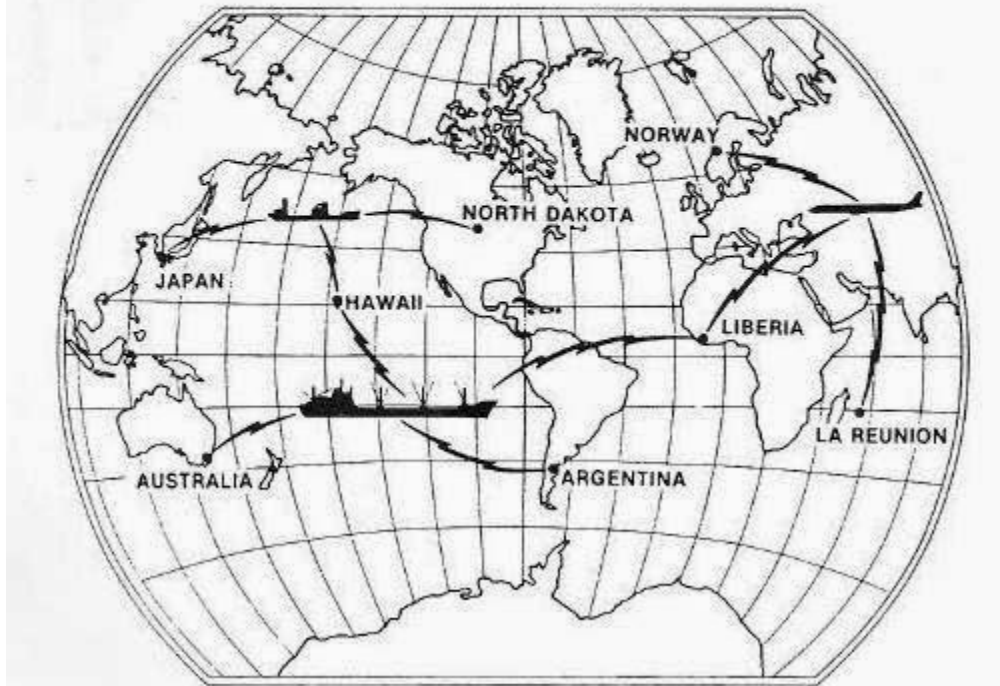 NORWAY
NORTH DAKOTA
JAPAN
HAWAII
LIBERIA
LA REUNION
AUSTRALIA
ARGENTINA